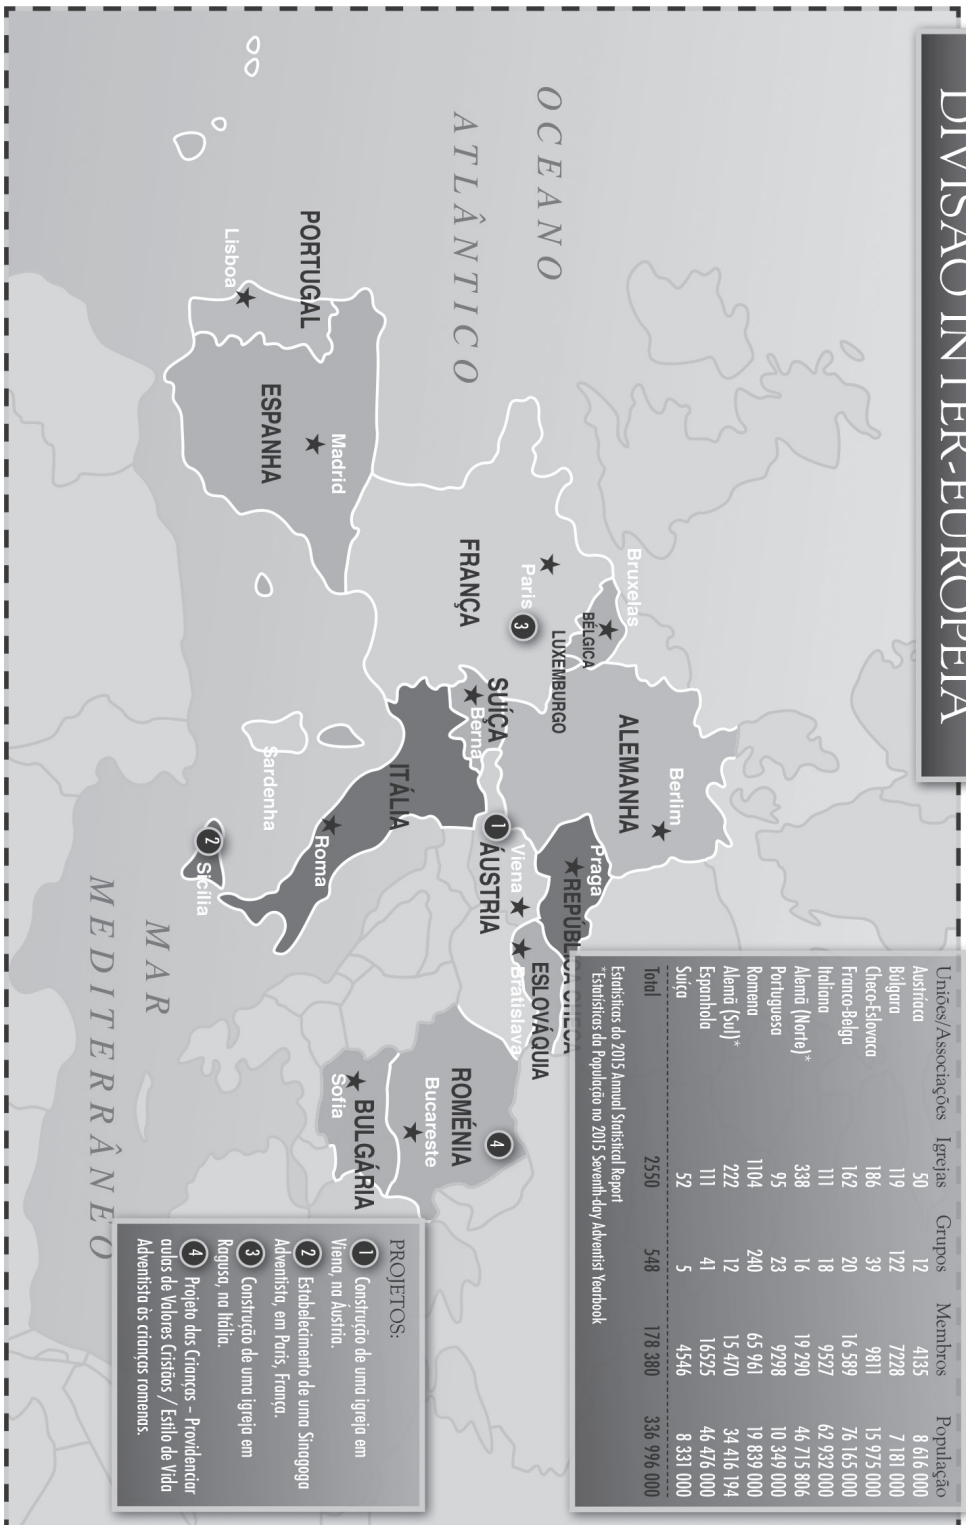 DIVISÃO INTER-EUROPEIA
OCEANO
ATLÂNTICO
PORTUGAL
Lisboa
ESPANHA
Madrid
FRANÇA
Paris
3
Bruxelas
BÉLGICA
LUXEMBURGO
ALEMANHA
Berlim
SUÍÇA
Berna
ITÁLIA
Roma
Sardenha
2
Sicília
1
ÁUSTRIA
Viena
Praga
REPÚBLICA CHECA
ESLOVÁQUIA
Bratislava
ROMÉNIA
Bucareste
4
BULGÁRIA
Sofia
MAR
MEDITERRÂNEO
Uniões/Associações Igrejas Grupos Membros População
Austríaca 50 12 4135 8 616 000
Búlgara 119 122 7228 7 181 000
Checo-Eslovaca 186 39 9811 15 975 000
Franco-Belga 162 20 16 589 76 165 000
Italiana 111 18 9527 62 932 000
Alemã (Norte)* 338 16 19 290 46 715 806
Portuguesa 95 23 9298 10 349 000
Romena 1104 240 65 961 19 839 000
Alemã (Sul)* 222 12 15 470 34 416 194
Espanhola 111 41 16525 46 476 000
Suíça 52 5 4546 8 331 000
Total 2550 548 178 380 336 996 000
Estatísticas do 2015 Annual Statistical Report
*Estatísticas da População no 2015 Seventh-day Adventist Yearbook
PROJETOS:
1 Construção de uma igreja em
Viena, na Áustria.
2 Estabelecimento de uma Sinagoga
Adventista, em Paris, França.
3 Construção de uma igreja em
Ragusa, na Itália.
4 Projeto das Crianças – Providenciar
aulas de Valores Cristãos / Estilo de Vida
Adventista às crianças romenas.